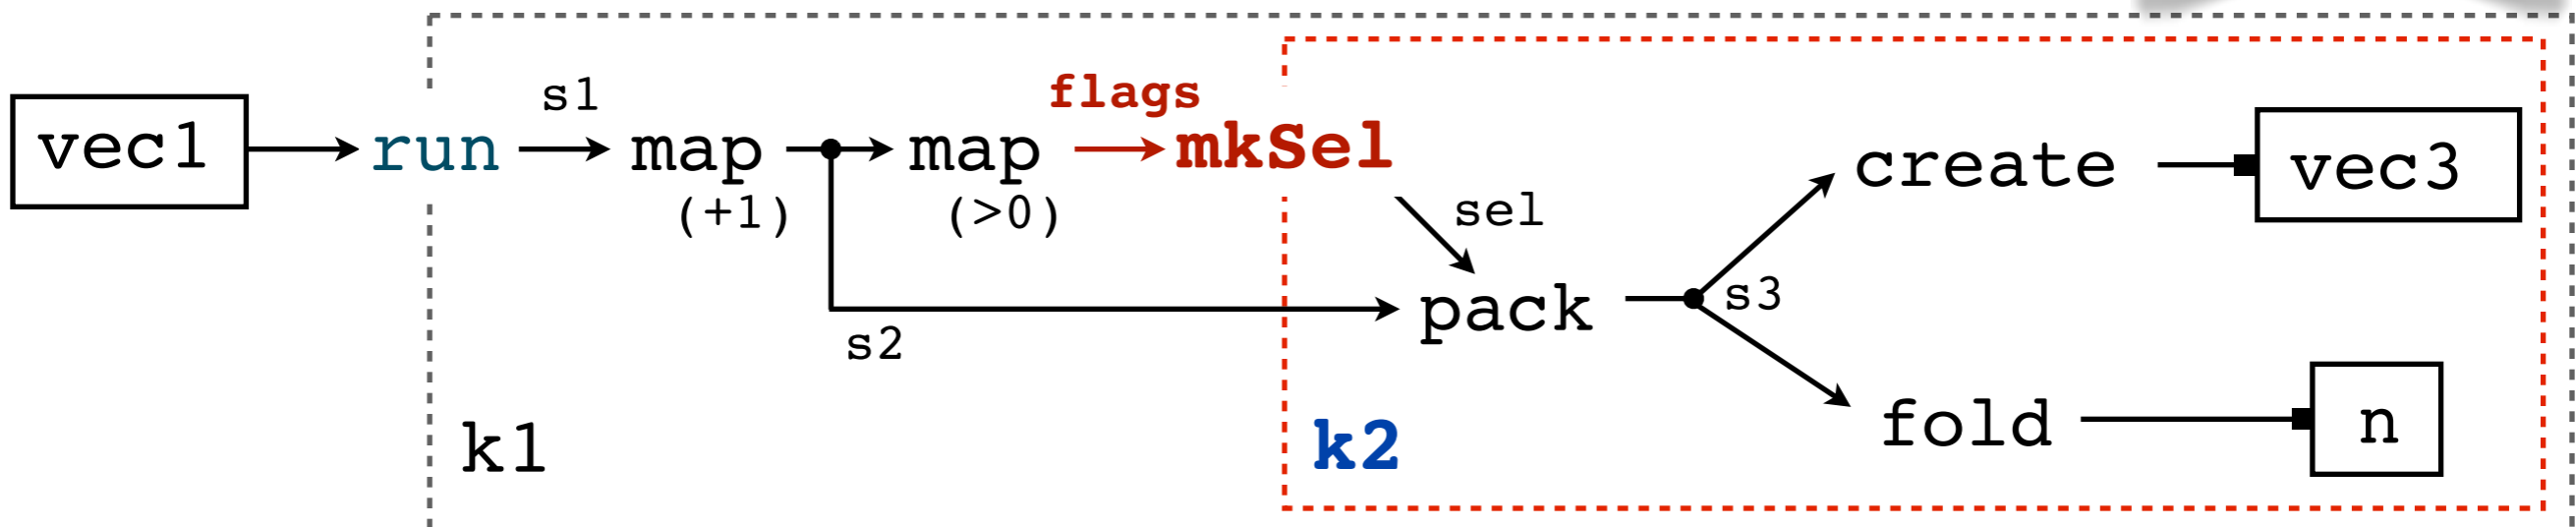 vec1
run
s1
map
(+1)
map
(>0)
flags
mkSel
sel
s2
pack
s3
create
vec3
fold
n
k1
k2